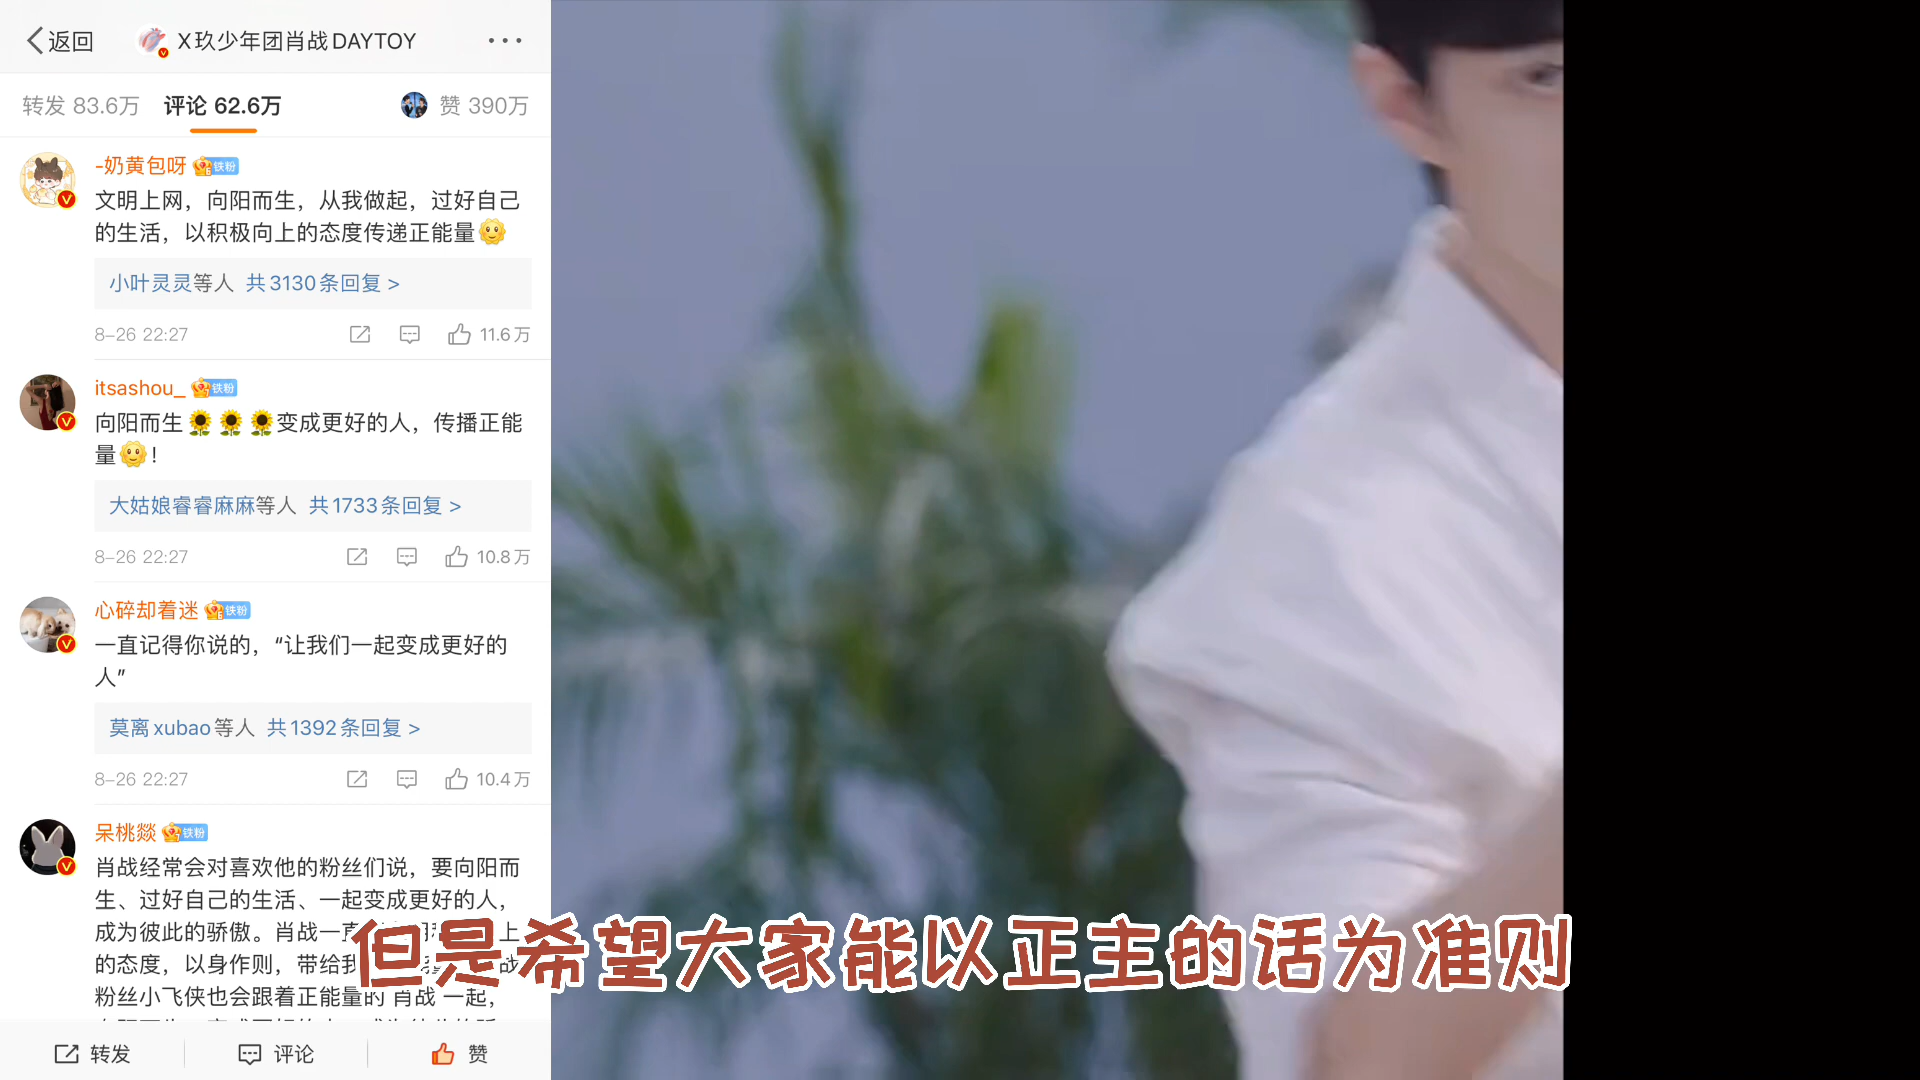 返回
X玖少年团肖战DAYTOY
转发 83.6万 评论 62.6万 赞 390万
-奶黄包呀 铁粉
文明上网，向阳而生，从我做起，过好自己
的生活，以积极向上的态度传递正能量
小叶灵灵等人 共3130条回复 >
8-26 22:27 11.6万
itsashou_ 铁粉
向阳而生变成更好的人，传播正能
量！
大姑娘睿睿麻麻等人 共1733条回复 >
8-26 22:27 10.8万
心碎却着迷 铁粉
一直记得你说的，“让我们一起变成更好的
人”
莫离xubao等人 共1392条回复 >
8-26 22:27 10.4万
呆桃燚 铁粉
肖战经常会对喜欢他的粉丝们说，要向阳而
生、过好自己的生活、一起变成更好的人，
成为彼此的骄傲。肖战一直 上
的态度，以身作则，带给我 战
粉丝小飞侠也会跟着正能量的 肖战 一起，
但是希望大家能以正主的话为准则
转发 评论 赞